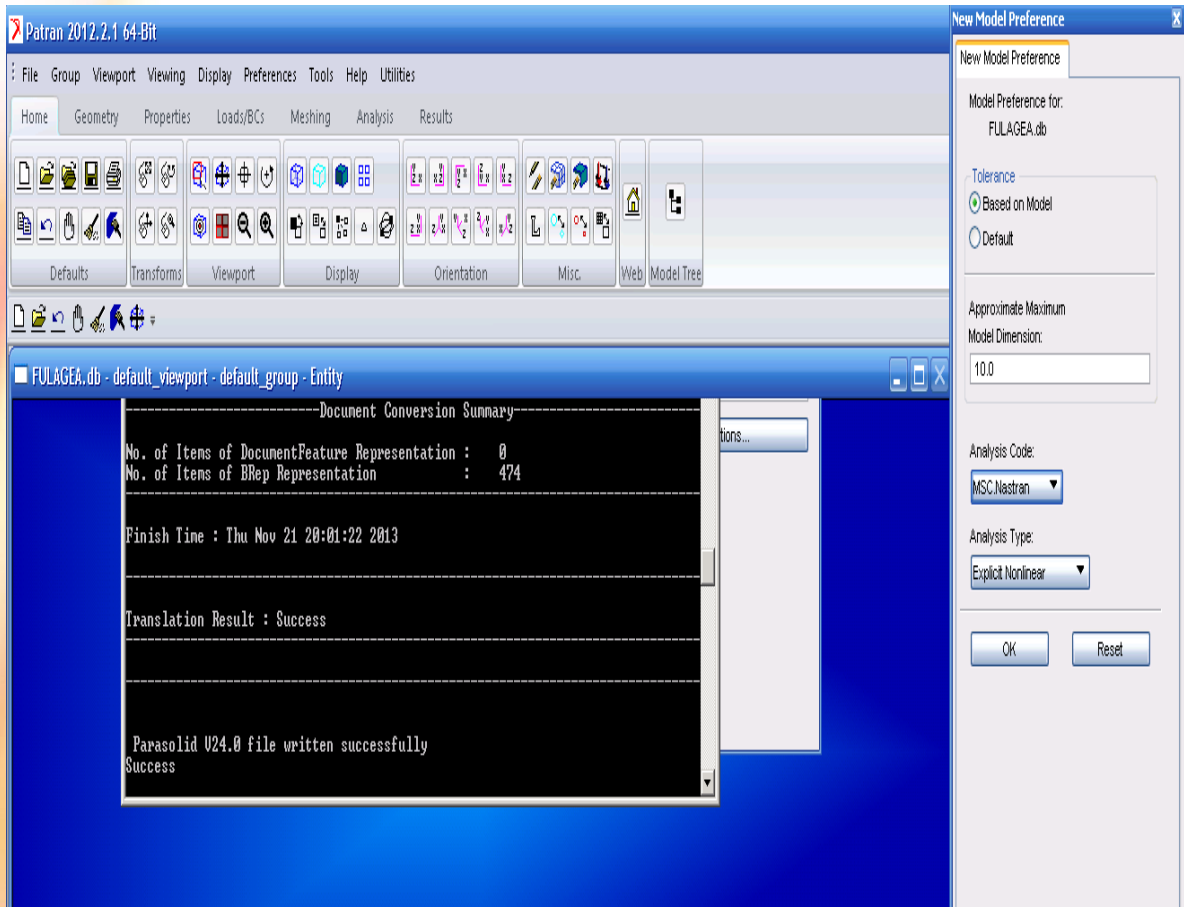 Patran 2012.2.1 64-Bit
File Group Viewport Viewing Display Preferences Tools Help Utilities
Home Geometry Properties Loads/BCs Meshing Analysis Results
Defaults Transforms Viewport Display Orientation Misc. Web Model Tree
FULAGEA.db - default_viewport - default_group - Entity
-----Document Conversion Summary-----
No. of Items of DocumentFeature Representation : 0
No. of Items of BRep Representation : 474
Finish Time : Thu Nov 21 20:01:22 2013
Translation Result : Success
Parasolid V24.0 file written successfully
Success
tions...
New Model Preference
New Model Preference
Model Preference for:
FULAGEA.db
Tolerance
Based on Model
Default
Approximate Maximum
Model Dimension:
10.0
Analysis Code:
MSC.Nastran
Analysis Type:
Explicit Nonlinear
OK Reset